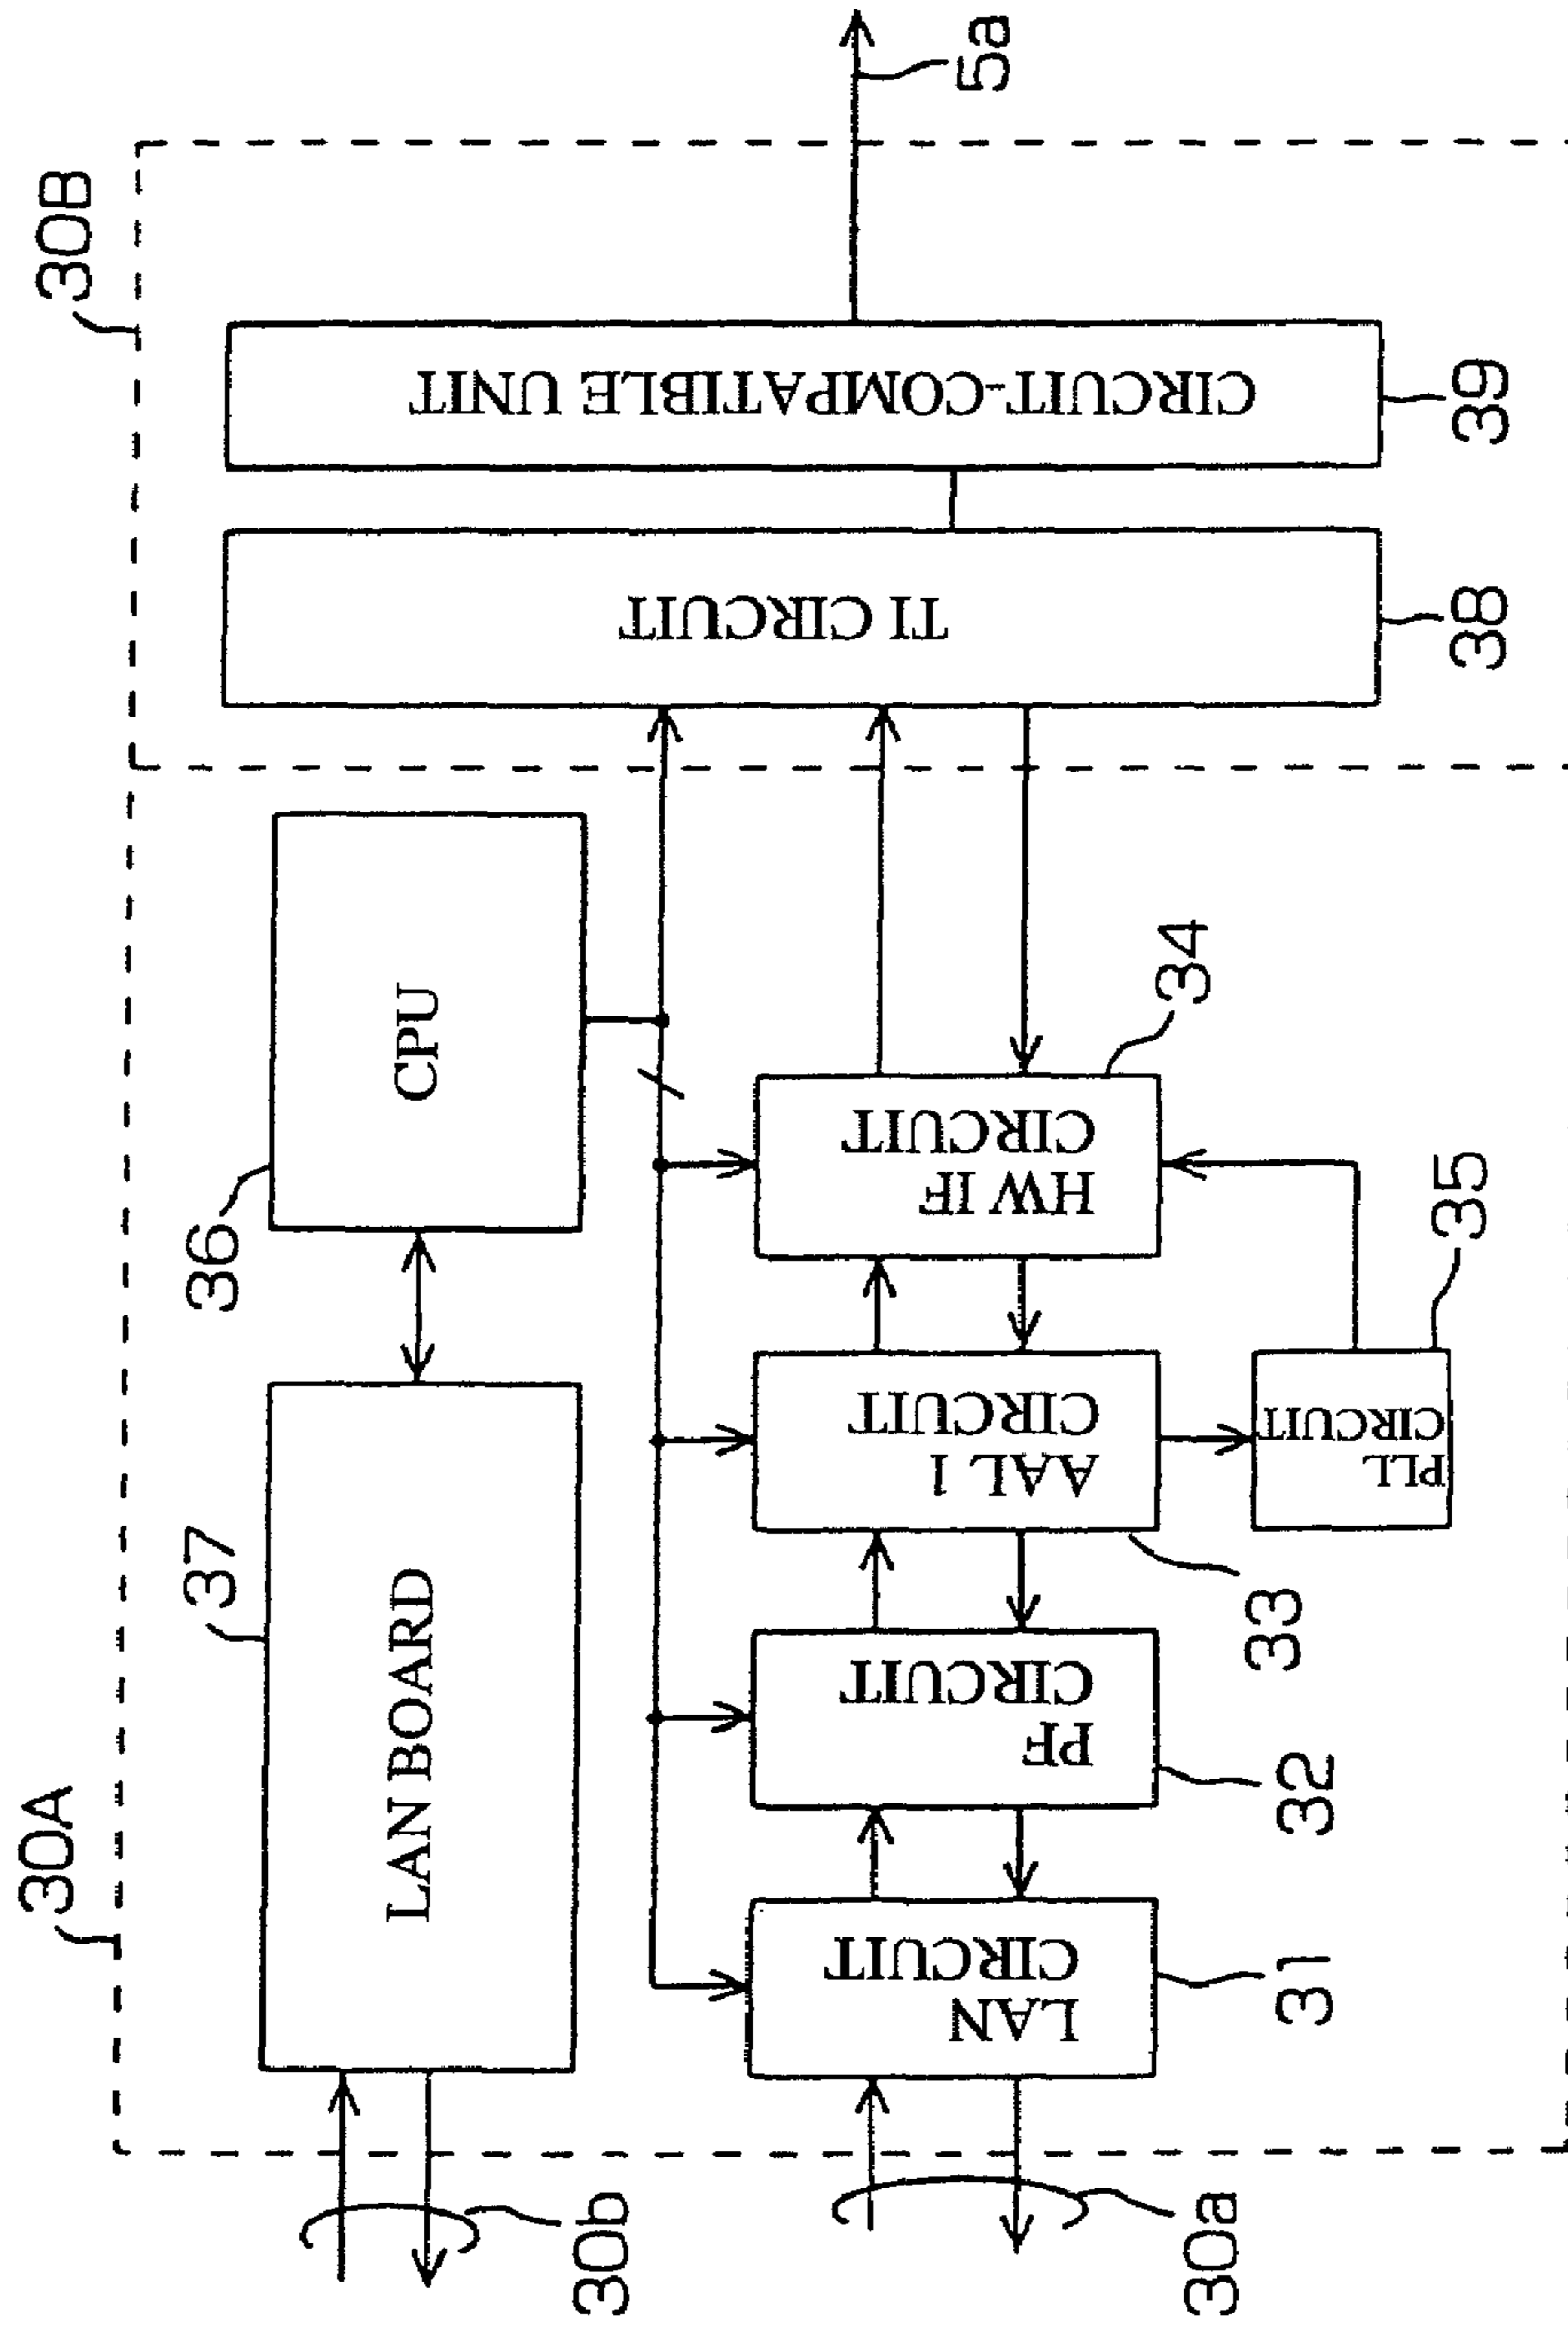 30A
30B
37
LAN BOARD
36
CPU
30b
LAN
CIRCUIT
31
PF
CIRCUIT
32
AAL 1
CIRCUIT
33
HW IF
CIRCUIT
34
PLL
CIRCUIT
35
T1 CIRCUIT
38
CIRCUIT-COMPATIBLE UNIT
39
5a
30a